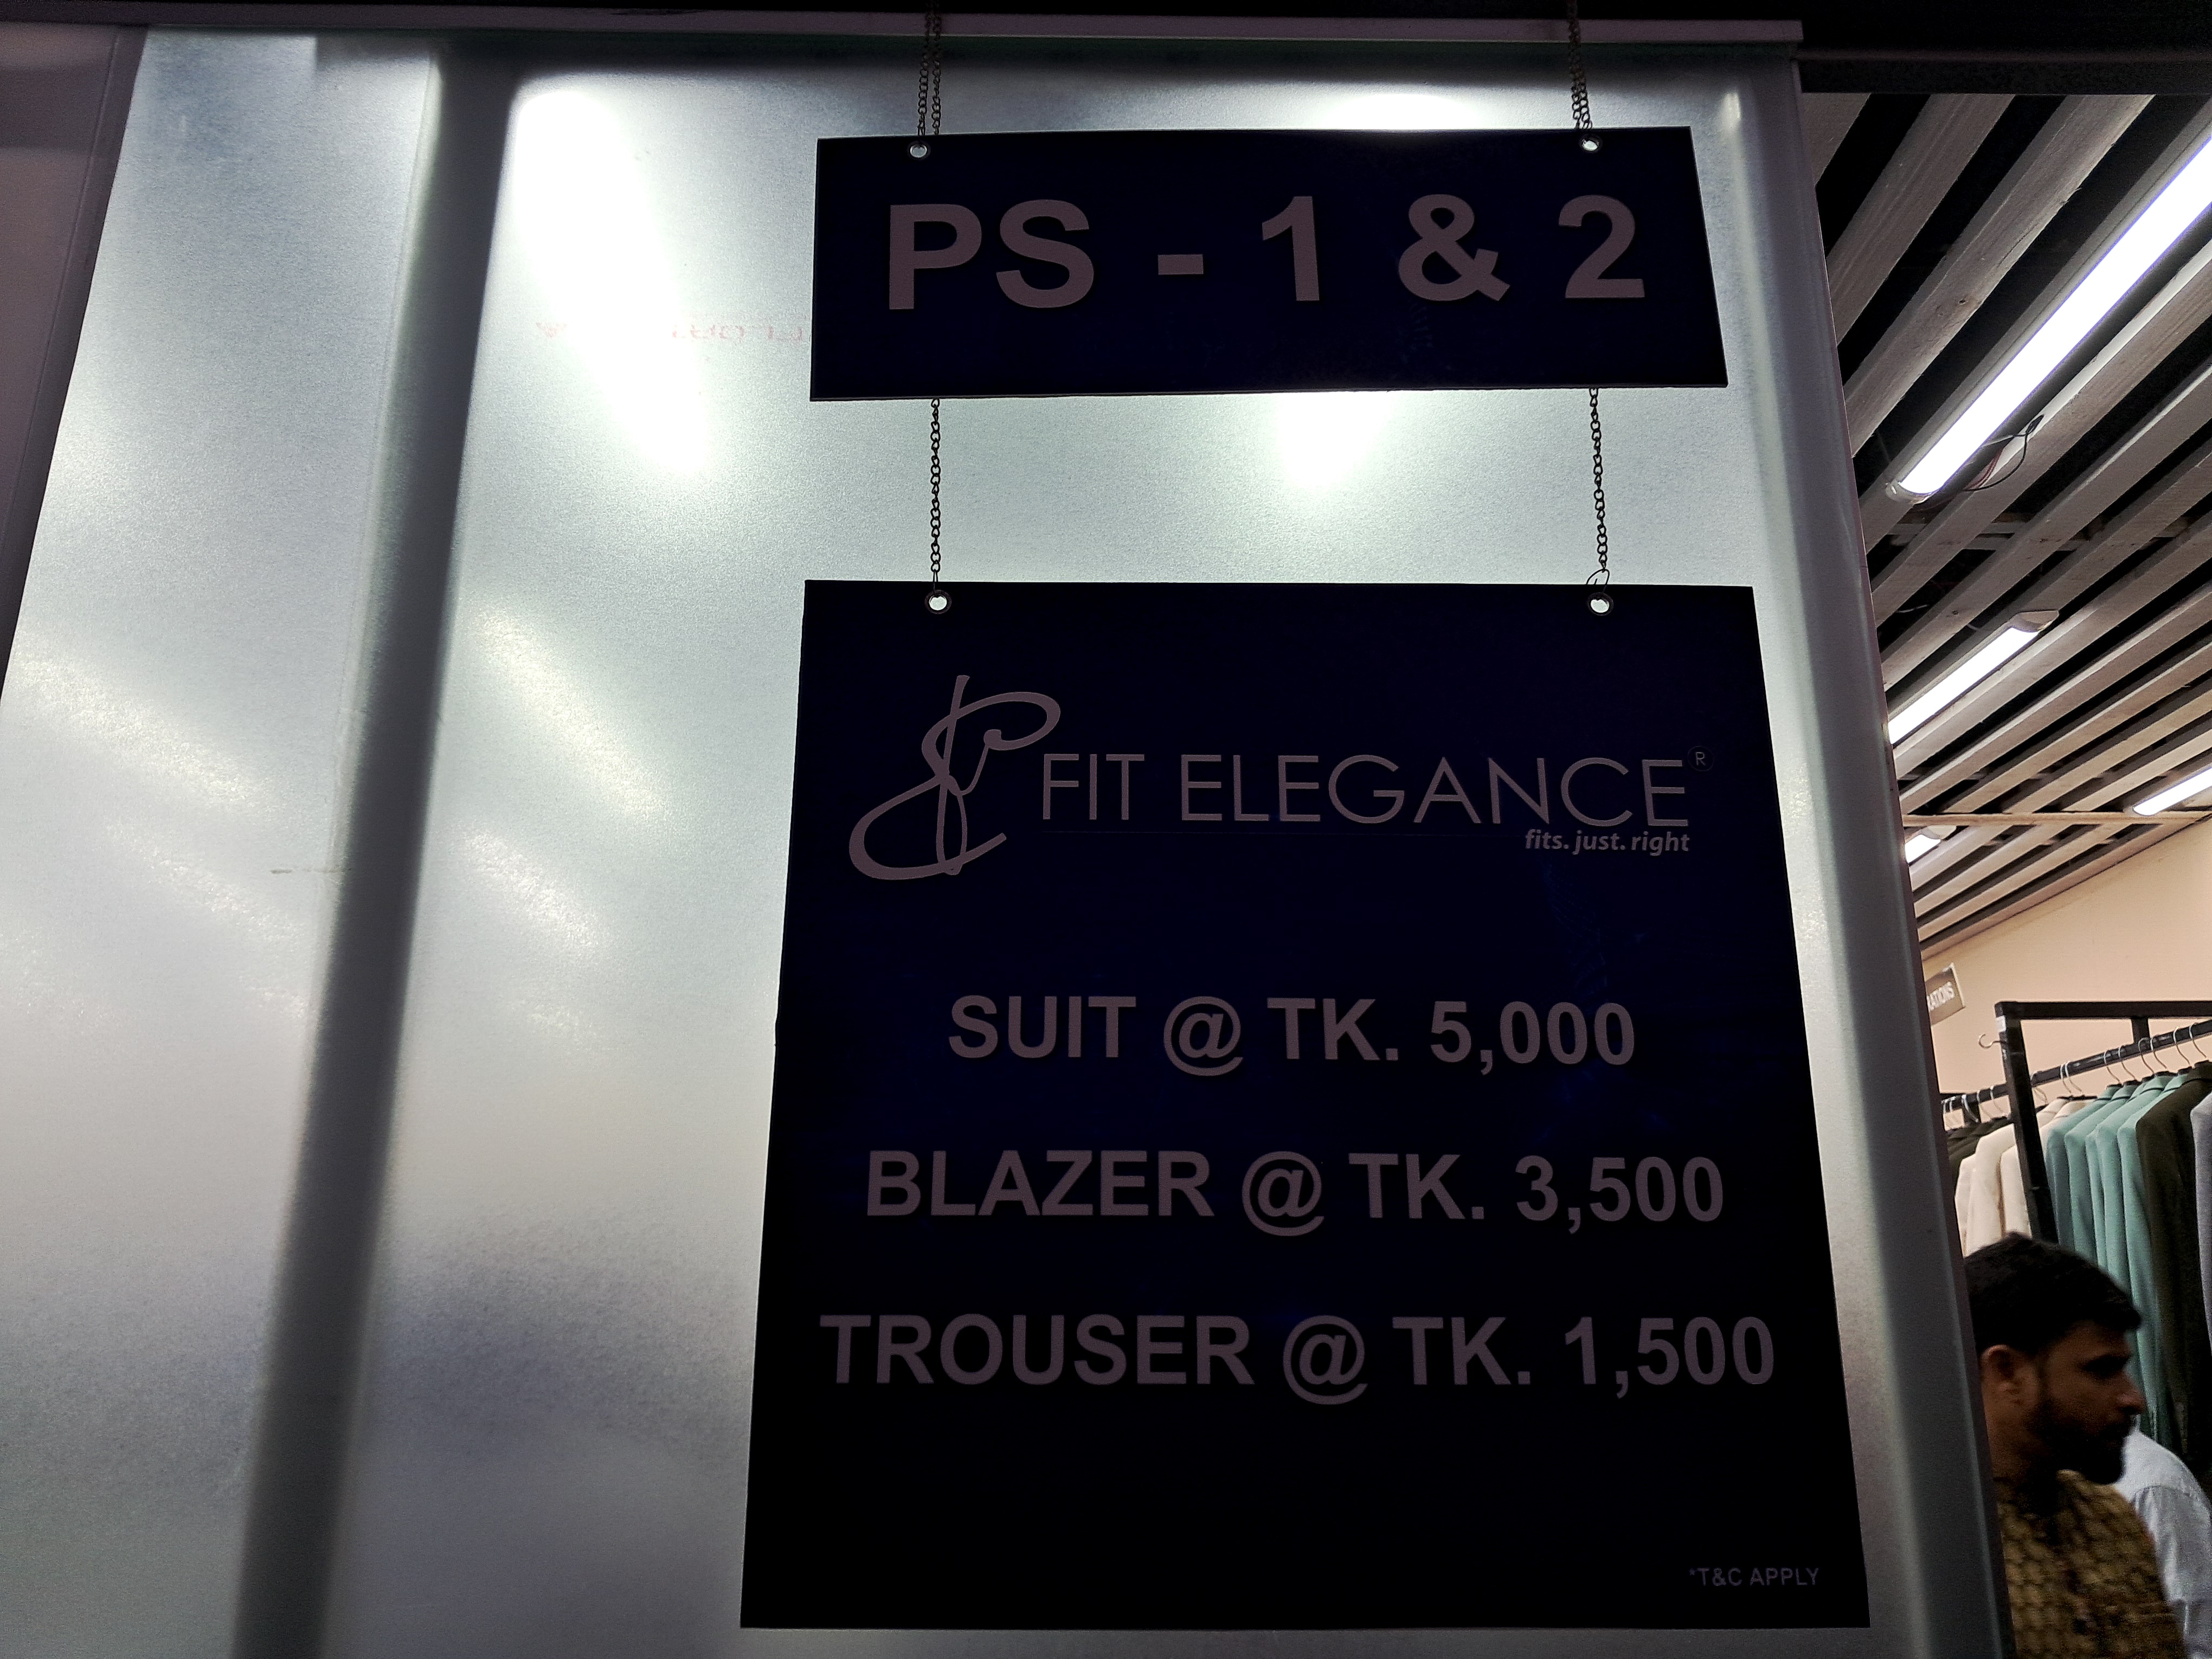 PS - 1 & 2
FIT ELEGANCE®
fits. just. right
SUIT @ TK. 5,000
BLAZER @ TK. 3,500
TROUSER @ TK. 1,500
*T&C APPLY